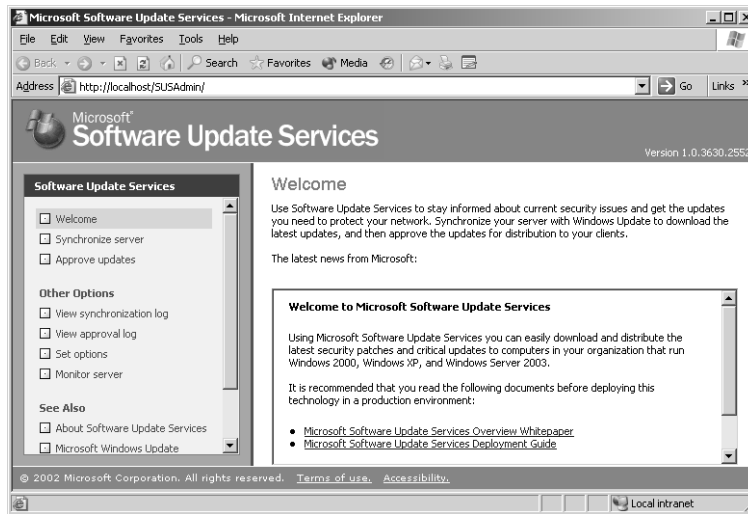 Microsoft Software Update Services - Microsoft Internet Explorer
File Edit View Favorites Tools Help
Back Search Favorites Media
Address http://localhost/SUSAdmin/ Go Links »
Microsoft®
Software Update Services
Version 1.0.3630.2552
Software Update Services
Welcome
Synchronize server
Approve updates
Other Options
View synchronization log
View approval log
Set options
Monitor server
See Also
About Software Update Services
Microsoft Windows Update
Welcome
Use Software Update Services to stay informed about current security issues and get the updates
you need to protect your network. Synchronize your server with Windows Update to download the
latest updates, and then approve the updates for distribution to your clients.
The latest news from Microsoft:
Welcome to Microsoft Software Update Services
Using Microsoft Software Update Services you can easily download and distribute the
latest security patches and critical updates to computers in your organization that run
Windows 2000, Windows XP, and Windows Server 2003.
It is recommended that you read the following documents before deploying this
technology in a production environment:
• Microsoft Software Update Services Overview Whitepaper
• Microsoft Software Update Services Deployment Guide
© 2002 Microsoft Corporation. All rights reserved. Terms of use. Accessibility.
Local intranet